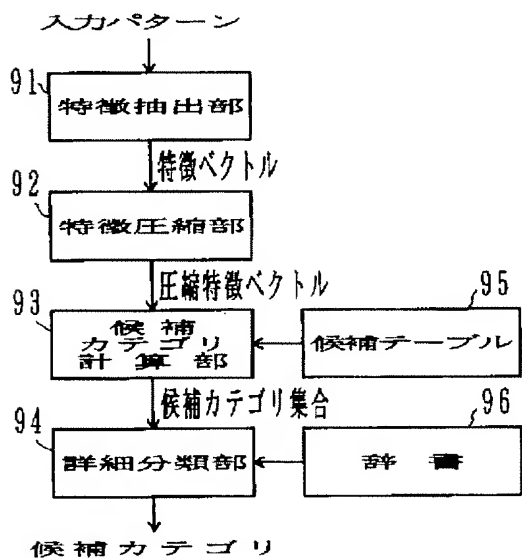 入力パターン
91
特徴抽出部
特徴ベクトル
92
特徴圧縮部
圧縮特徴ベクトル
93
候補
カテゴリ
計算部
95
候補テーブル
候補カテゴリ集合
94
詳細分類部
96
辞書
候補カテゴリ